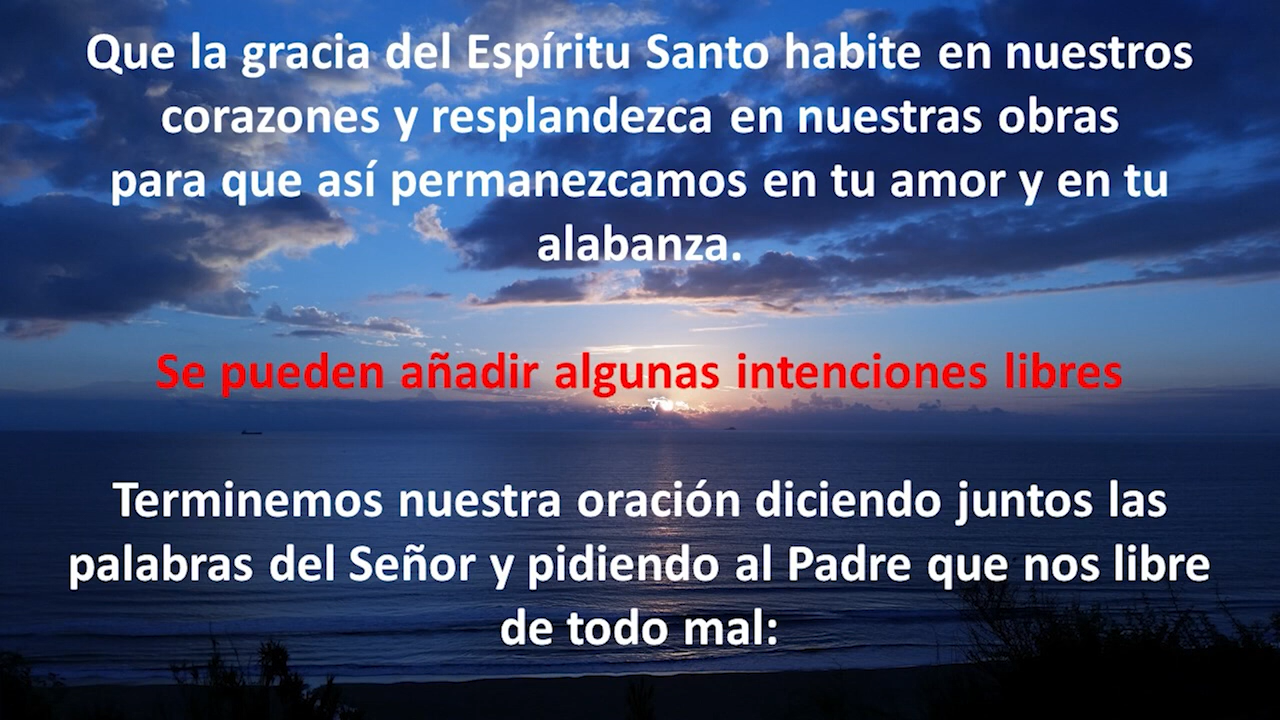 Que la gracia del Espíritu Santo habite en nuestros
corazones y resplandezca en nuestras obras
para que así permanezcamos en tu amor y en tu
alabanza.
Se pueden añadir algunas intenciones libres
Terminemos nuestra oración diciendo juntos las
palabras del Señor y pidiendo al Padre que nos libre
de todo mal: